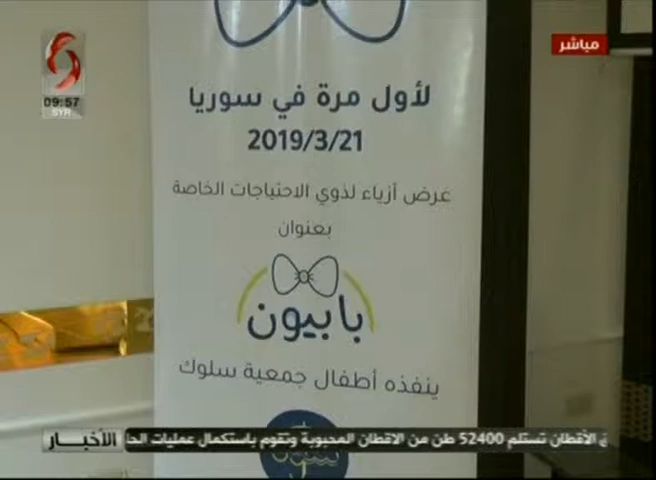 مباشر
09:57
SYR
لأول مرة في سوريا
2019/3/21
عرض أزياء لذوي الاحتياجات الخاصة
بعنوان
بابيون
ينفذه أطفال جمعية سلوك
سلوك
الأخبار
الأقطان تستلم 52400 طن من الاقطان المحبوبة وتقوم باستكمال عمليات